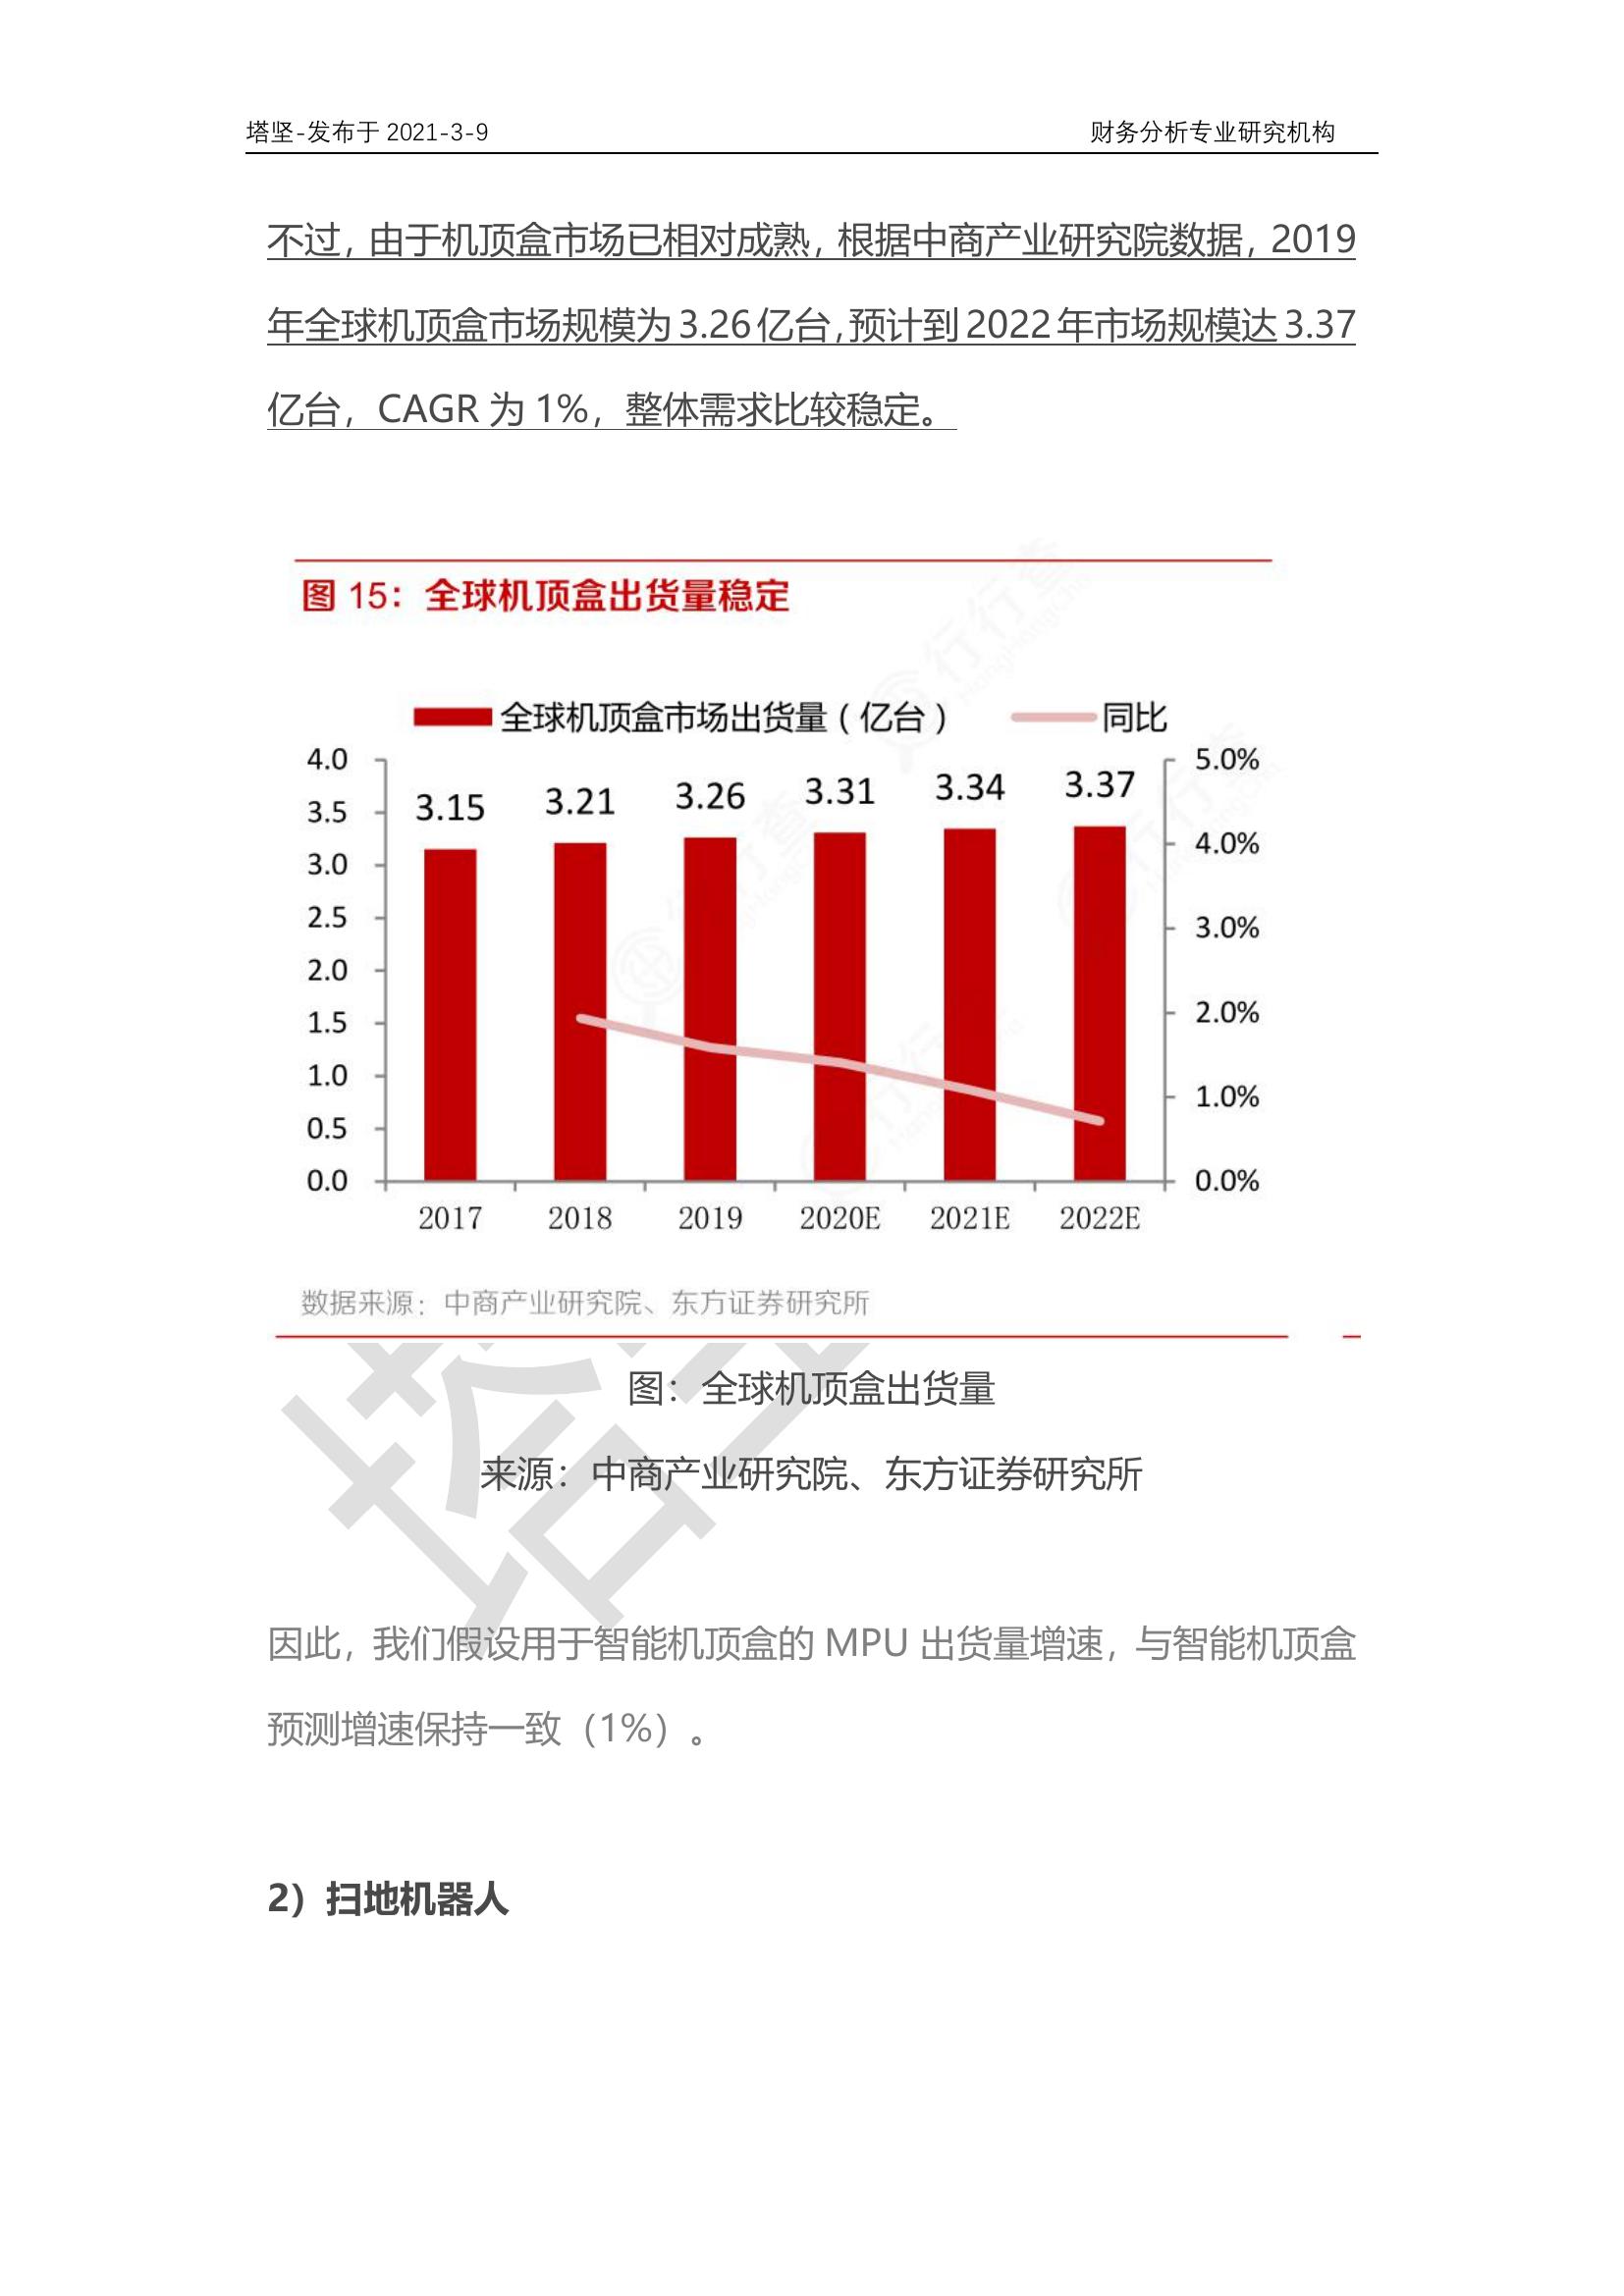 塔坚-发布于 2021-3-9 财务分析专业研究机构
不过，由于机顶盒市场已相对成熟，根据中商产业研究院数据，2019
年全球机顶盒市场规模为 3.26 亿台，预计到 2022 年市场规模达 3.37
亿台，CAGR 为 1%，整体需求比较稳定。
图 15：全球机顶盒出货量稳定
全球机顶盒市场出货量（亿台） 同比
4.0 5.0%
3.5
3.0 4.0%
2.5 3.0%
2.0
1.5 2.0%
1.0 1.0%
0.5
0.0 0.0%
3.15 3.21 3.26 3.31 3.34 3.37
2017 2018 2019 2020E 2021E 2022E
数据来源：中商产业研究院、东方证券研究所
图：全球机顶盒出货量
来源：中商产业研究院、东方证券研究所
因此，我们假设用于智能机顶盒的 MPU 出货量增速，与智能机顶盒
预测增速保持一致（1%）。
2）扫地机器人
行行查
塔